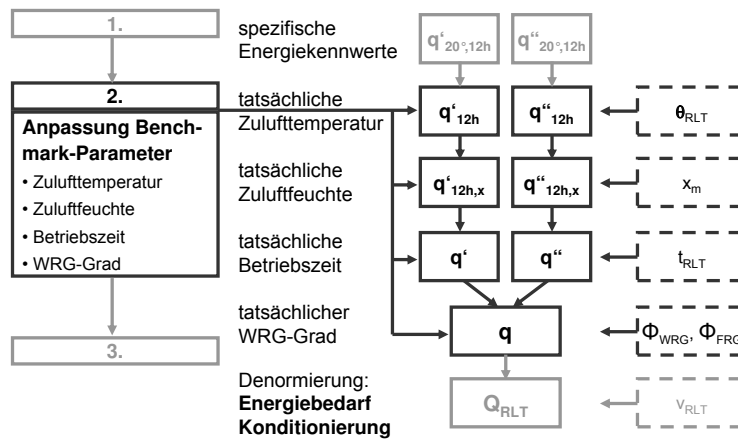 1.
2.
Anpassung Bench-
mark-Parameter
• Zulufttemperatur
• Zuluftfeuchte
• Betriebszeit
• WRG-Grad
3.
spezifische
Energiekennwerte
q‘20°,12h
q“20°,12h
tatsächliche
Zulufttemperatur
q‘12h
q“12h
θRLT
tatsächliche
Zuluftfeuchte
q‘12h,x
q“12h,x
xm
tatsächliche
Betriebszeit
q‘
q“
tRLT
tatsächlicher
WRG-Grad
q
ΦWRG, ΦFRG
Denormierung:
Energiebedarf
Konditionierung
QRLT
vRLT